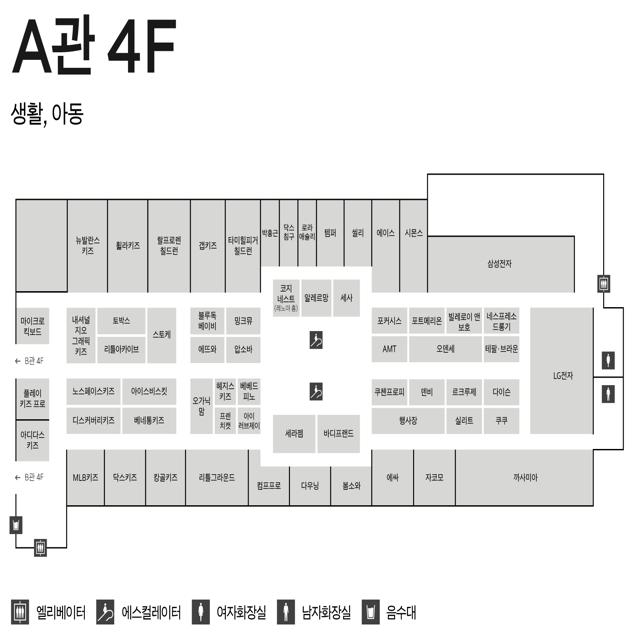 A관 4F
생활, 아동
뉴발란스
키즈
휠라키즈
랄프로렌
칠드런
갭키즈
타미힐피거
칠드런
박홍근
닥스
침구
로라
애슐리
템퍼
씰리
에이스
시몬스
삼성전자
마이크로
킥보드
내셔널
지오
그래픽
키즈
토박스
리틀아카이브
스토케
블루독
베이비
밍크뮤
에뜨와
압소바
코지
네스트
(레노마 홈)
알레르망
세사
포커시스
포트메리온
빌레로이 앤
보호
네스프레소
드롱기
AMT
오덴세
테팔·브라운
LG전자
← B관 4F
플레이
키즈 프로
아디다스
키즈
노스페이스키즈
아이스비스킷
디스커버리키즈
베네통키즈
오가닉
맘
헤지스
키즈
베베드
피노
프렌
치캣
아이
러브제이
세라젬
바디프랜드
쿠첸프로피
덴비
르크루제
다이슨
행사장
실리트
쿠쿠
← B관 4F
MLB키즈
닥스키즈
캉골키즈
리틀그라운드
컴프프로
다우닝
봄소와
에싸
자코모
까사미아
엘리베이터
에스컬레이터
여자화장실
남자화장실
음수대